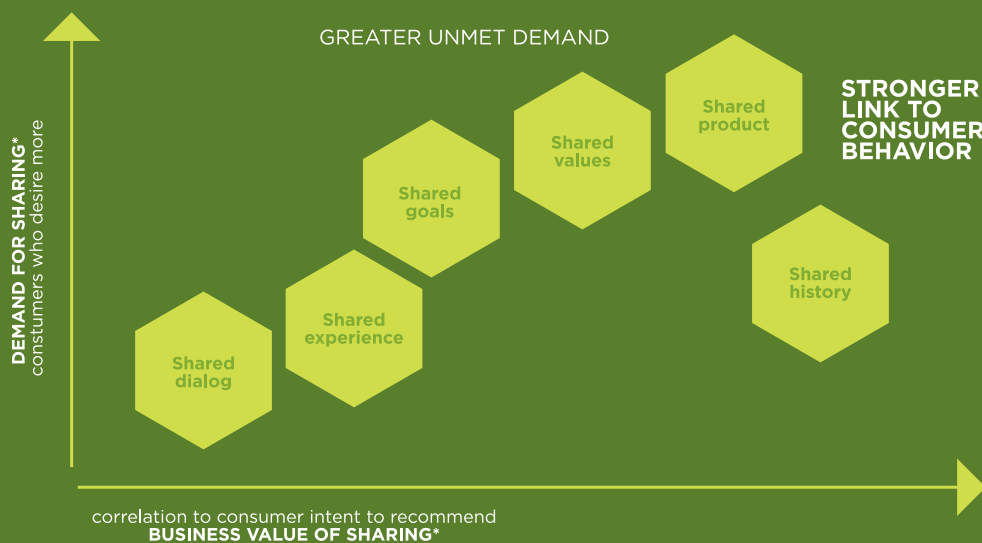 GREATER UNMET DEMAND
STRONGER
LINK TO
CONSUMER
BEHAVIOR
DEMAND FOR SHARING*
constumers who desire more
Shared
product
Shared
values
Shared
goals
Shared
history
Shared
experience
Shared
dialog
correlation to consumer intent to recommend
BUSINESS VALUE OF SHARING*